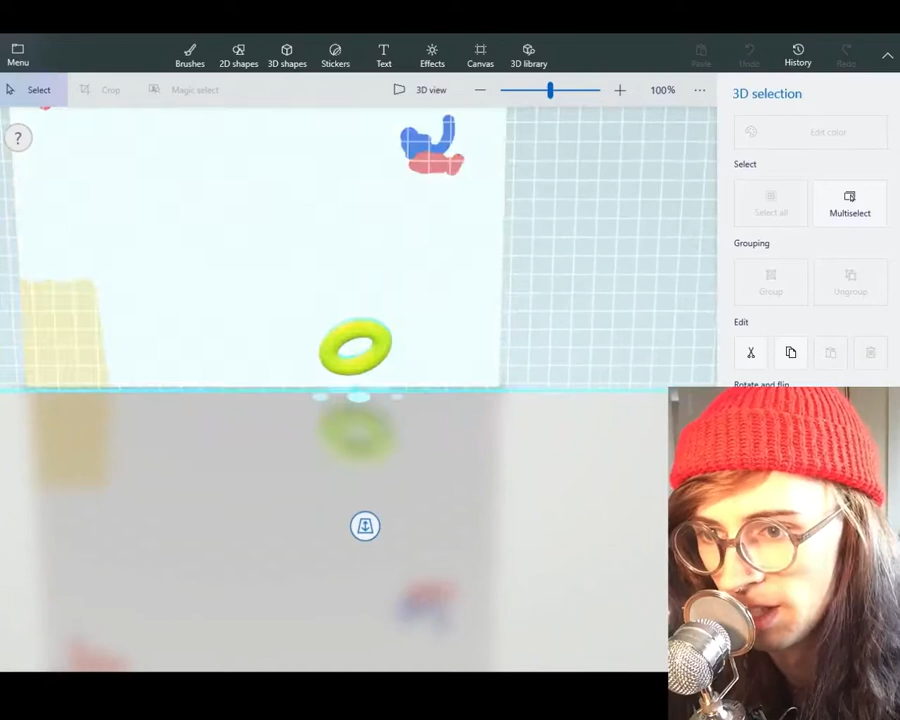 Menu
Brushes 2D shapes 3D shapes Stickers Text Effects Canvas 3D library Paste Undo History Redo
Select Crop Magic select 3D view 100%
3D selection
?
Edit color
Select
Select all Multiselect
Grouping
Group Ungroup
Edit
Rotate and flip